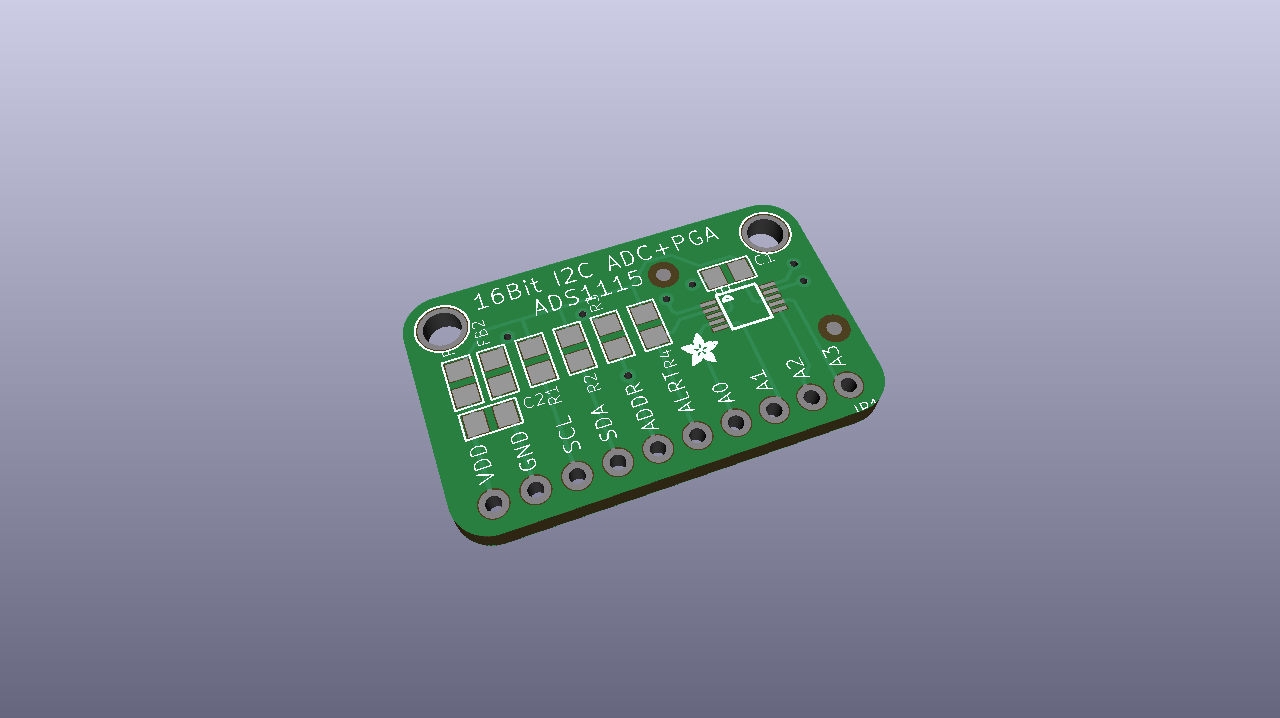 16Bit I2C ADC+PGA
ADS1115
C1
FB2
R3
R4
R2
R1
C2
VDD
GND
SCL
SDA
ADDR
ALRT
A0
A1
A2
A3